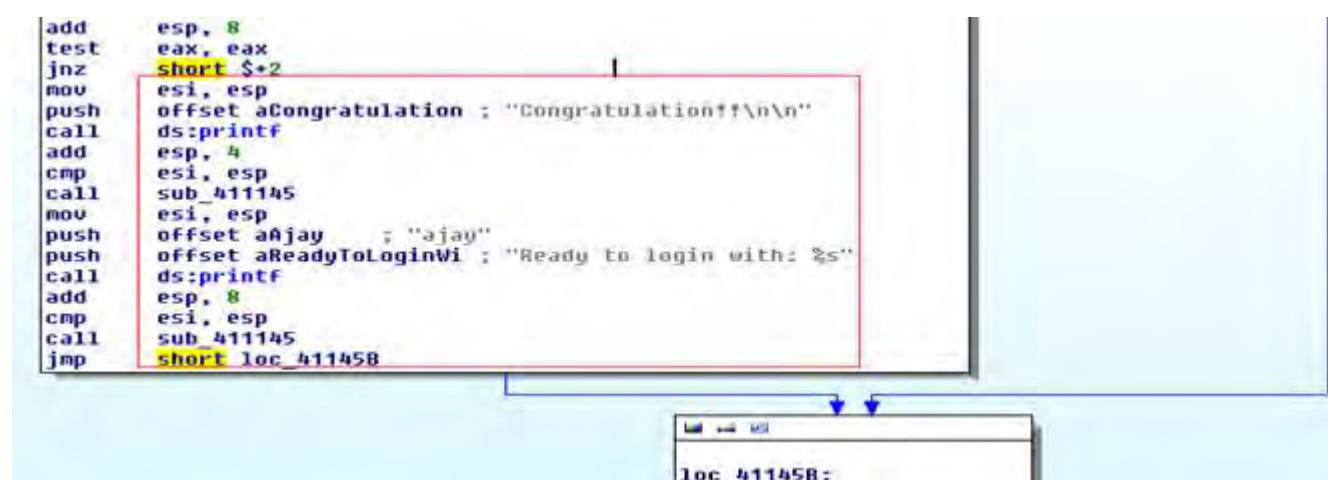 add esp, 8
test eax, eax
jnz short $+2
mov esi, esp
push offset aCongratulation ; "Congratulation!!\n\n"
call ds:printf
add esp, 4
cmp esi, esp
call sub_411145
mov esi, esp
push offset aAjay ; "ajay"
push offset aReadyToLoginWi ; "Ready to login with: %s"
call ds:printf
add esp, 8
cmp esi, esp
call sub_411145
jmp short loc_41145B
loc_41145B: